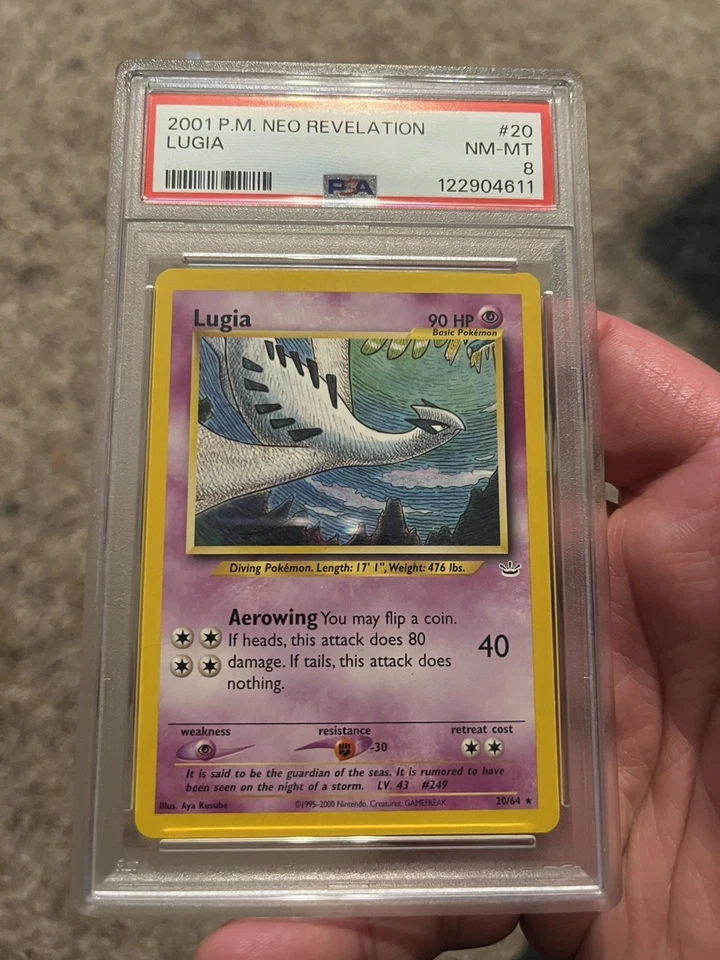 2001 P.M. NEO REVELATION #20
LUGIA NM-MT
8
PSA 122904611
Lugia 90 HP
Basic Pokémon
Diving Pokémon. Length: 17' 1", Weight: 476 lbs.
Aerowing You may flip a coin.
If heads, this attack does 80
damage. If tails, this attack does
nothing.
40
weakness resistance retreat cost
-30
It is said to be the guardian of the seas. It is rumored to have
been seen on the night of a storm. LV. 43 #249
Illus. Aya Kusube ©1995-2000 Nintendo, Creatures, GAMEFREAK. 20/64 ★